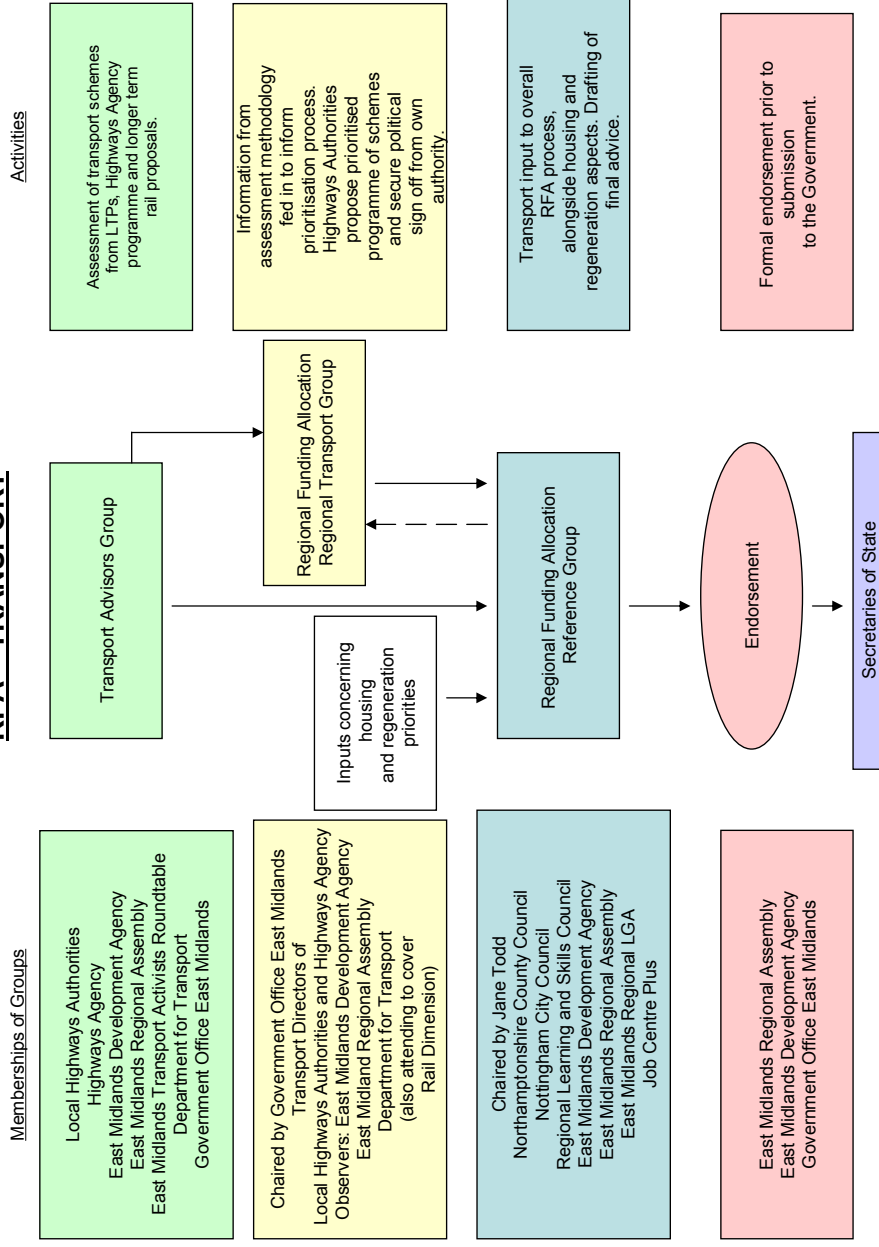 RFA - TRANSPORT
Memberships of Groups
Activities
Local Highways Authorities
Highways Agency
East Midlands Development Agency
East Midlands Regional Assembly
East Midlands Transport Activists Roundtable
Department for Transport
Government Office East Midlands
Transport Advisors Group
Assessment of transport schemes
from LTPs, Highways Agency
programme and longer term
rail proposals.
Chaired by Government Office East Midlands
Transport Directors of
Local Highways Authorities and Highways Agency
Observers: East Midlands Development Agency
East Midland Regional Assembly
Department for Transport
(also attending to cover
Rail Dimension)
Regional Funding Allocation
Regional Transport Group
Information from
assessment methodology
fed in to inform
prioritisation process.
Highways Authorities
propose prioritised
programme of schemes
and secure political
sign off from own
authority.
Inputs concerning
housing
and regeneration
priorities
Chaired by Jane Todd
Northamptonshire County Council
Nottingham City Council
Regional Learning and Skills Council
East Midlands Development Agency
East Midlands Regional Assembly
East Midlands Regional LGA
Job Centre Plus
Regional Funding Allocation
Reference Group
Transport input to overall
RFA process,
alongside housing and
regeneration aspects. Drafting of
final advice.
East Midlands Regional Assembly
East Midlands Development Agency
Government Office East Midlands
Endorsement
Formal endorsement prior to
submission
to the Government.
Secretaries of State